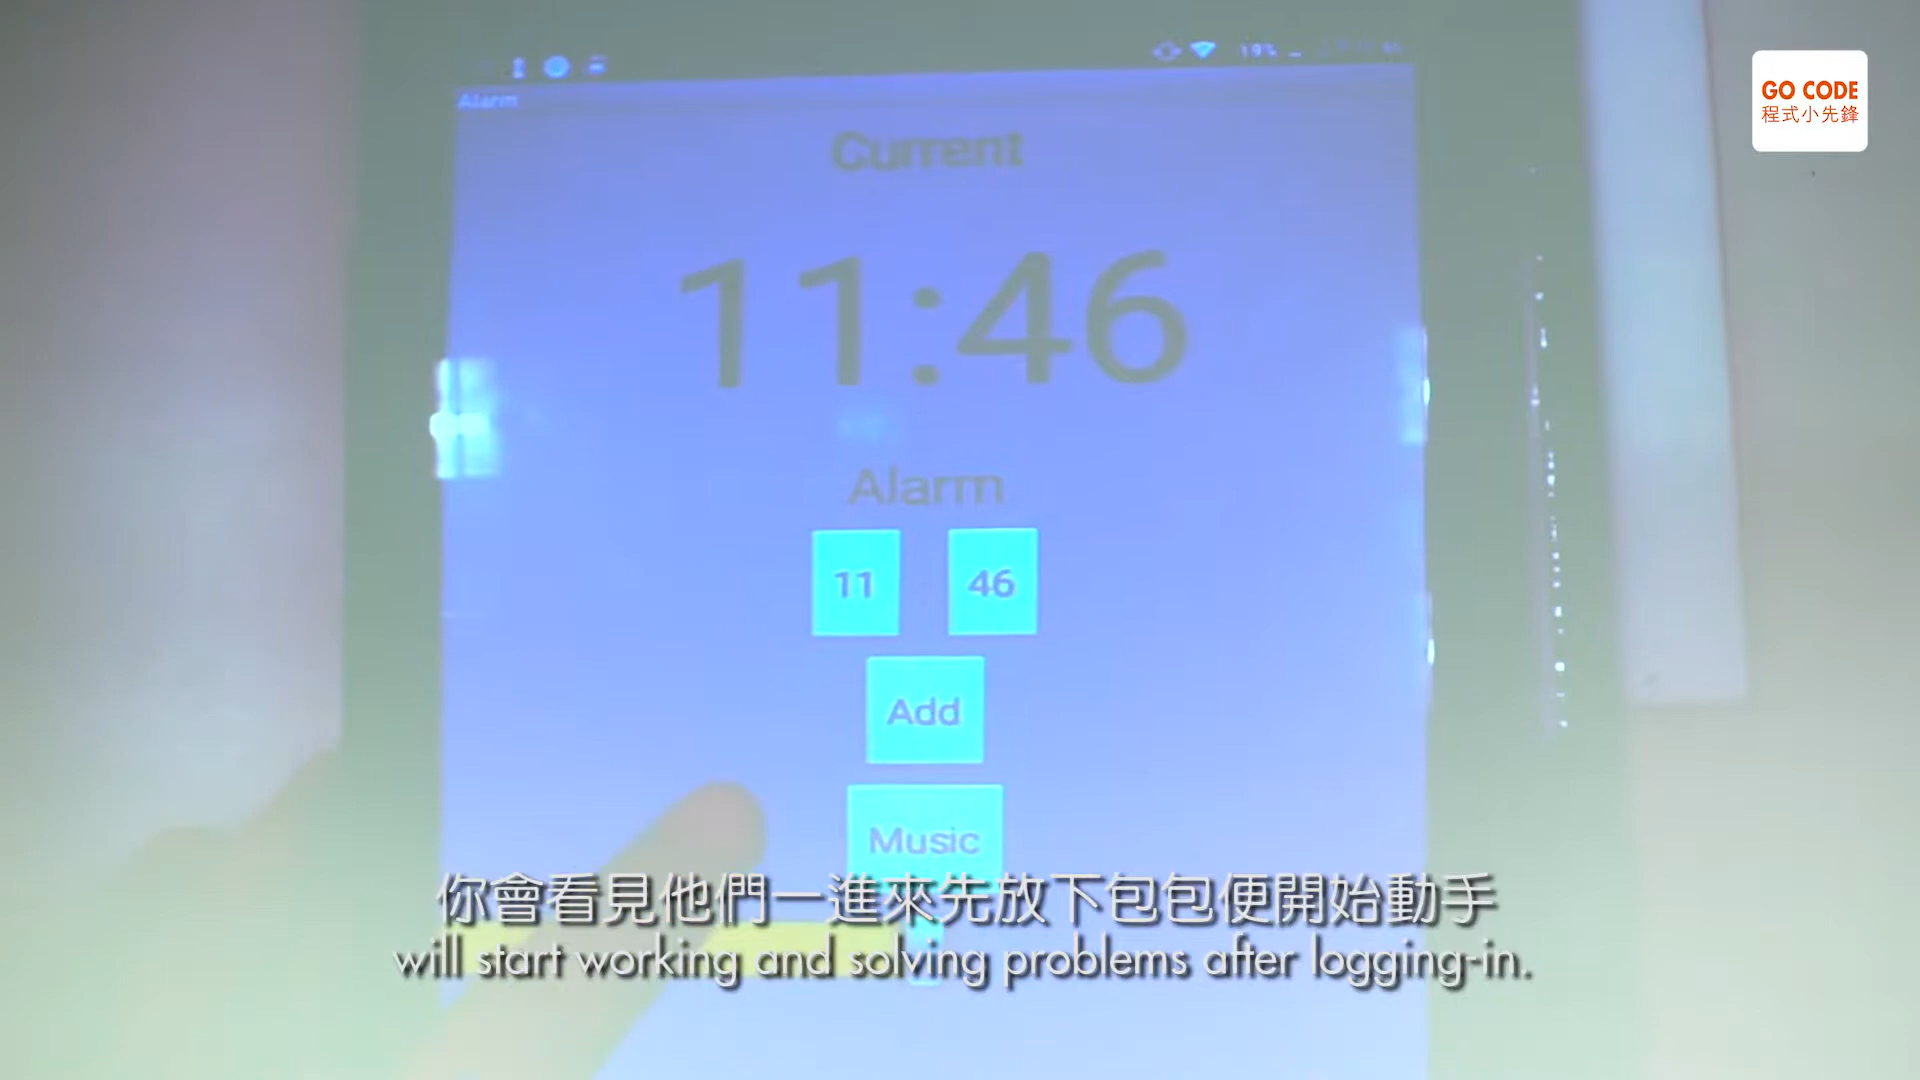 19%
Alarm
GO CODE
程式小先鋒
Current
11:46
Alarm
11 46
Add
Music
你會看見他們一進來先放下包包便開始動手
will start working and solving problems after logging-in.